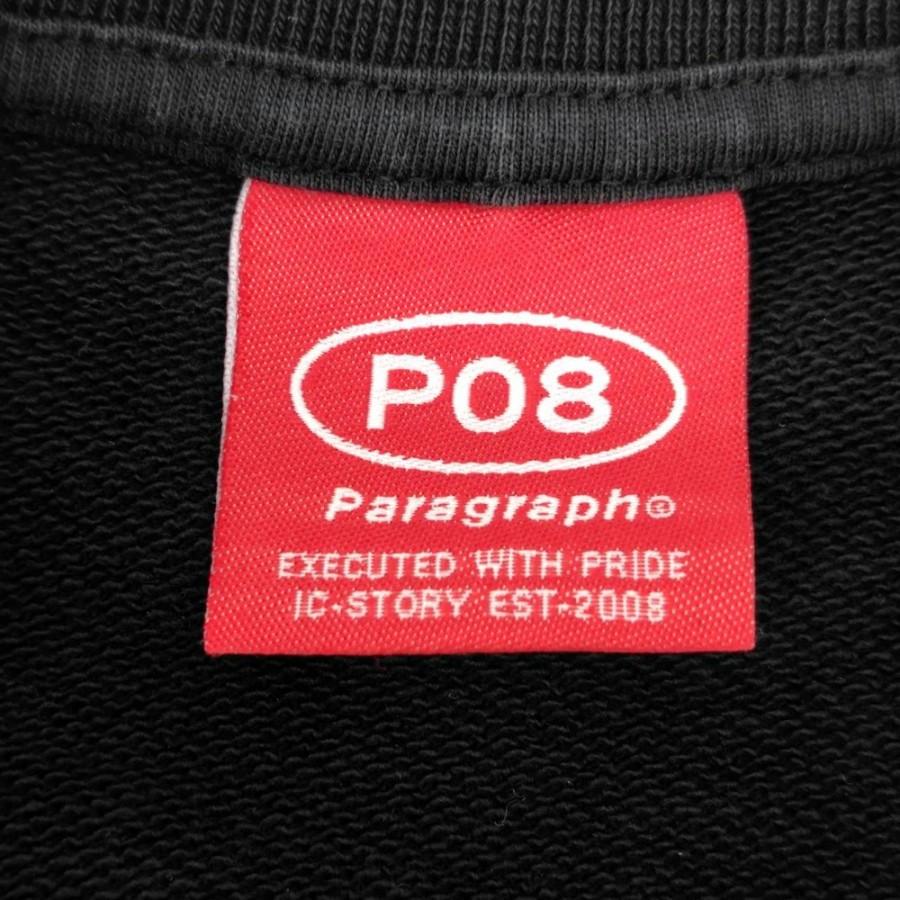 P08
Paragraph®
EXECUTED WITH PRIDE
IC-STORY EST-2008